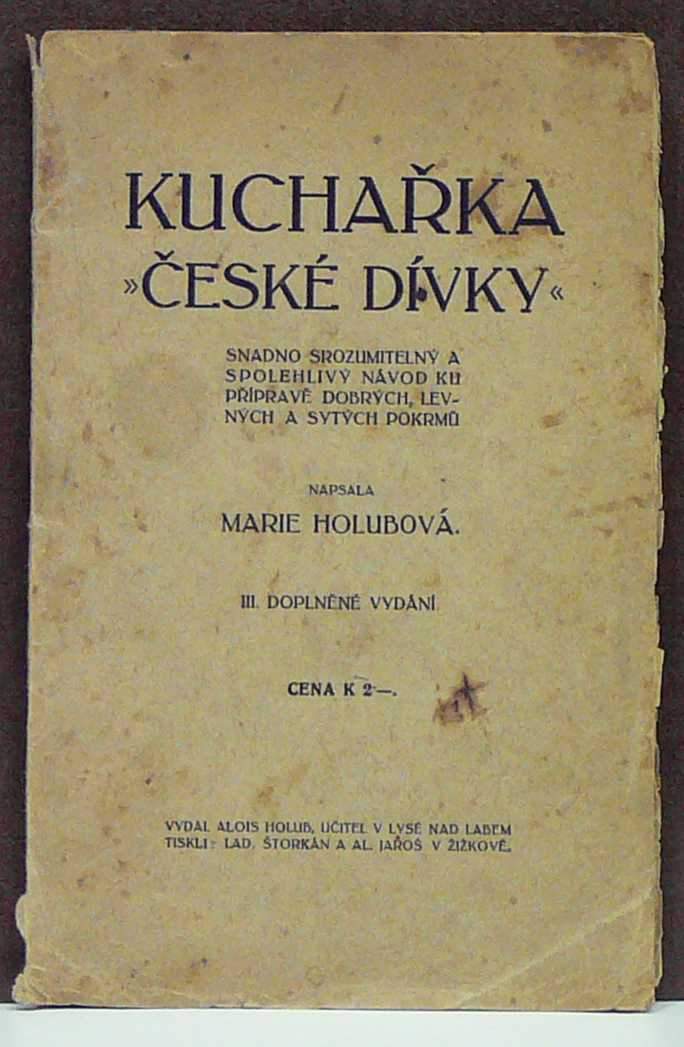 KUCHAŘKA
»ČESKÉ DÍVKY«
SNADNO SROZUMITELNÝ A
SPOLEHLIVÝ NÁVOD KU
PŘÍPRAVĚ DOBRÝCH, LEV-
NÝCH A SYTÝCH POKRMŮ
NAPSALA
MARIE HOLUBOVÁ.
III. DOPLNĚNÉ VYDÁNÍ
CENA K 2·—.
VYDAL ALOIS HOLUB, UČITEL V LYSÉ NAD LABEM
TISKLI: LAD. ŠTORKÁN A AL. JAROŠ V ŽIŽKOVĚ.